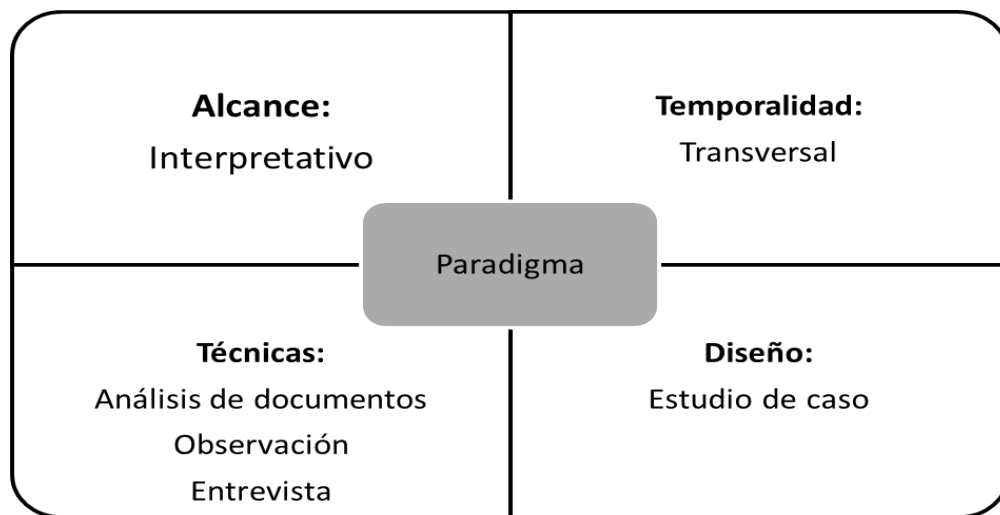 Alcance:
Interpretativo
Temporalidad:
Transversal
Paradigma
Técnicas:
Análisis de documentos
Observación
Entrevista
Diseño:
Estudio de caso